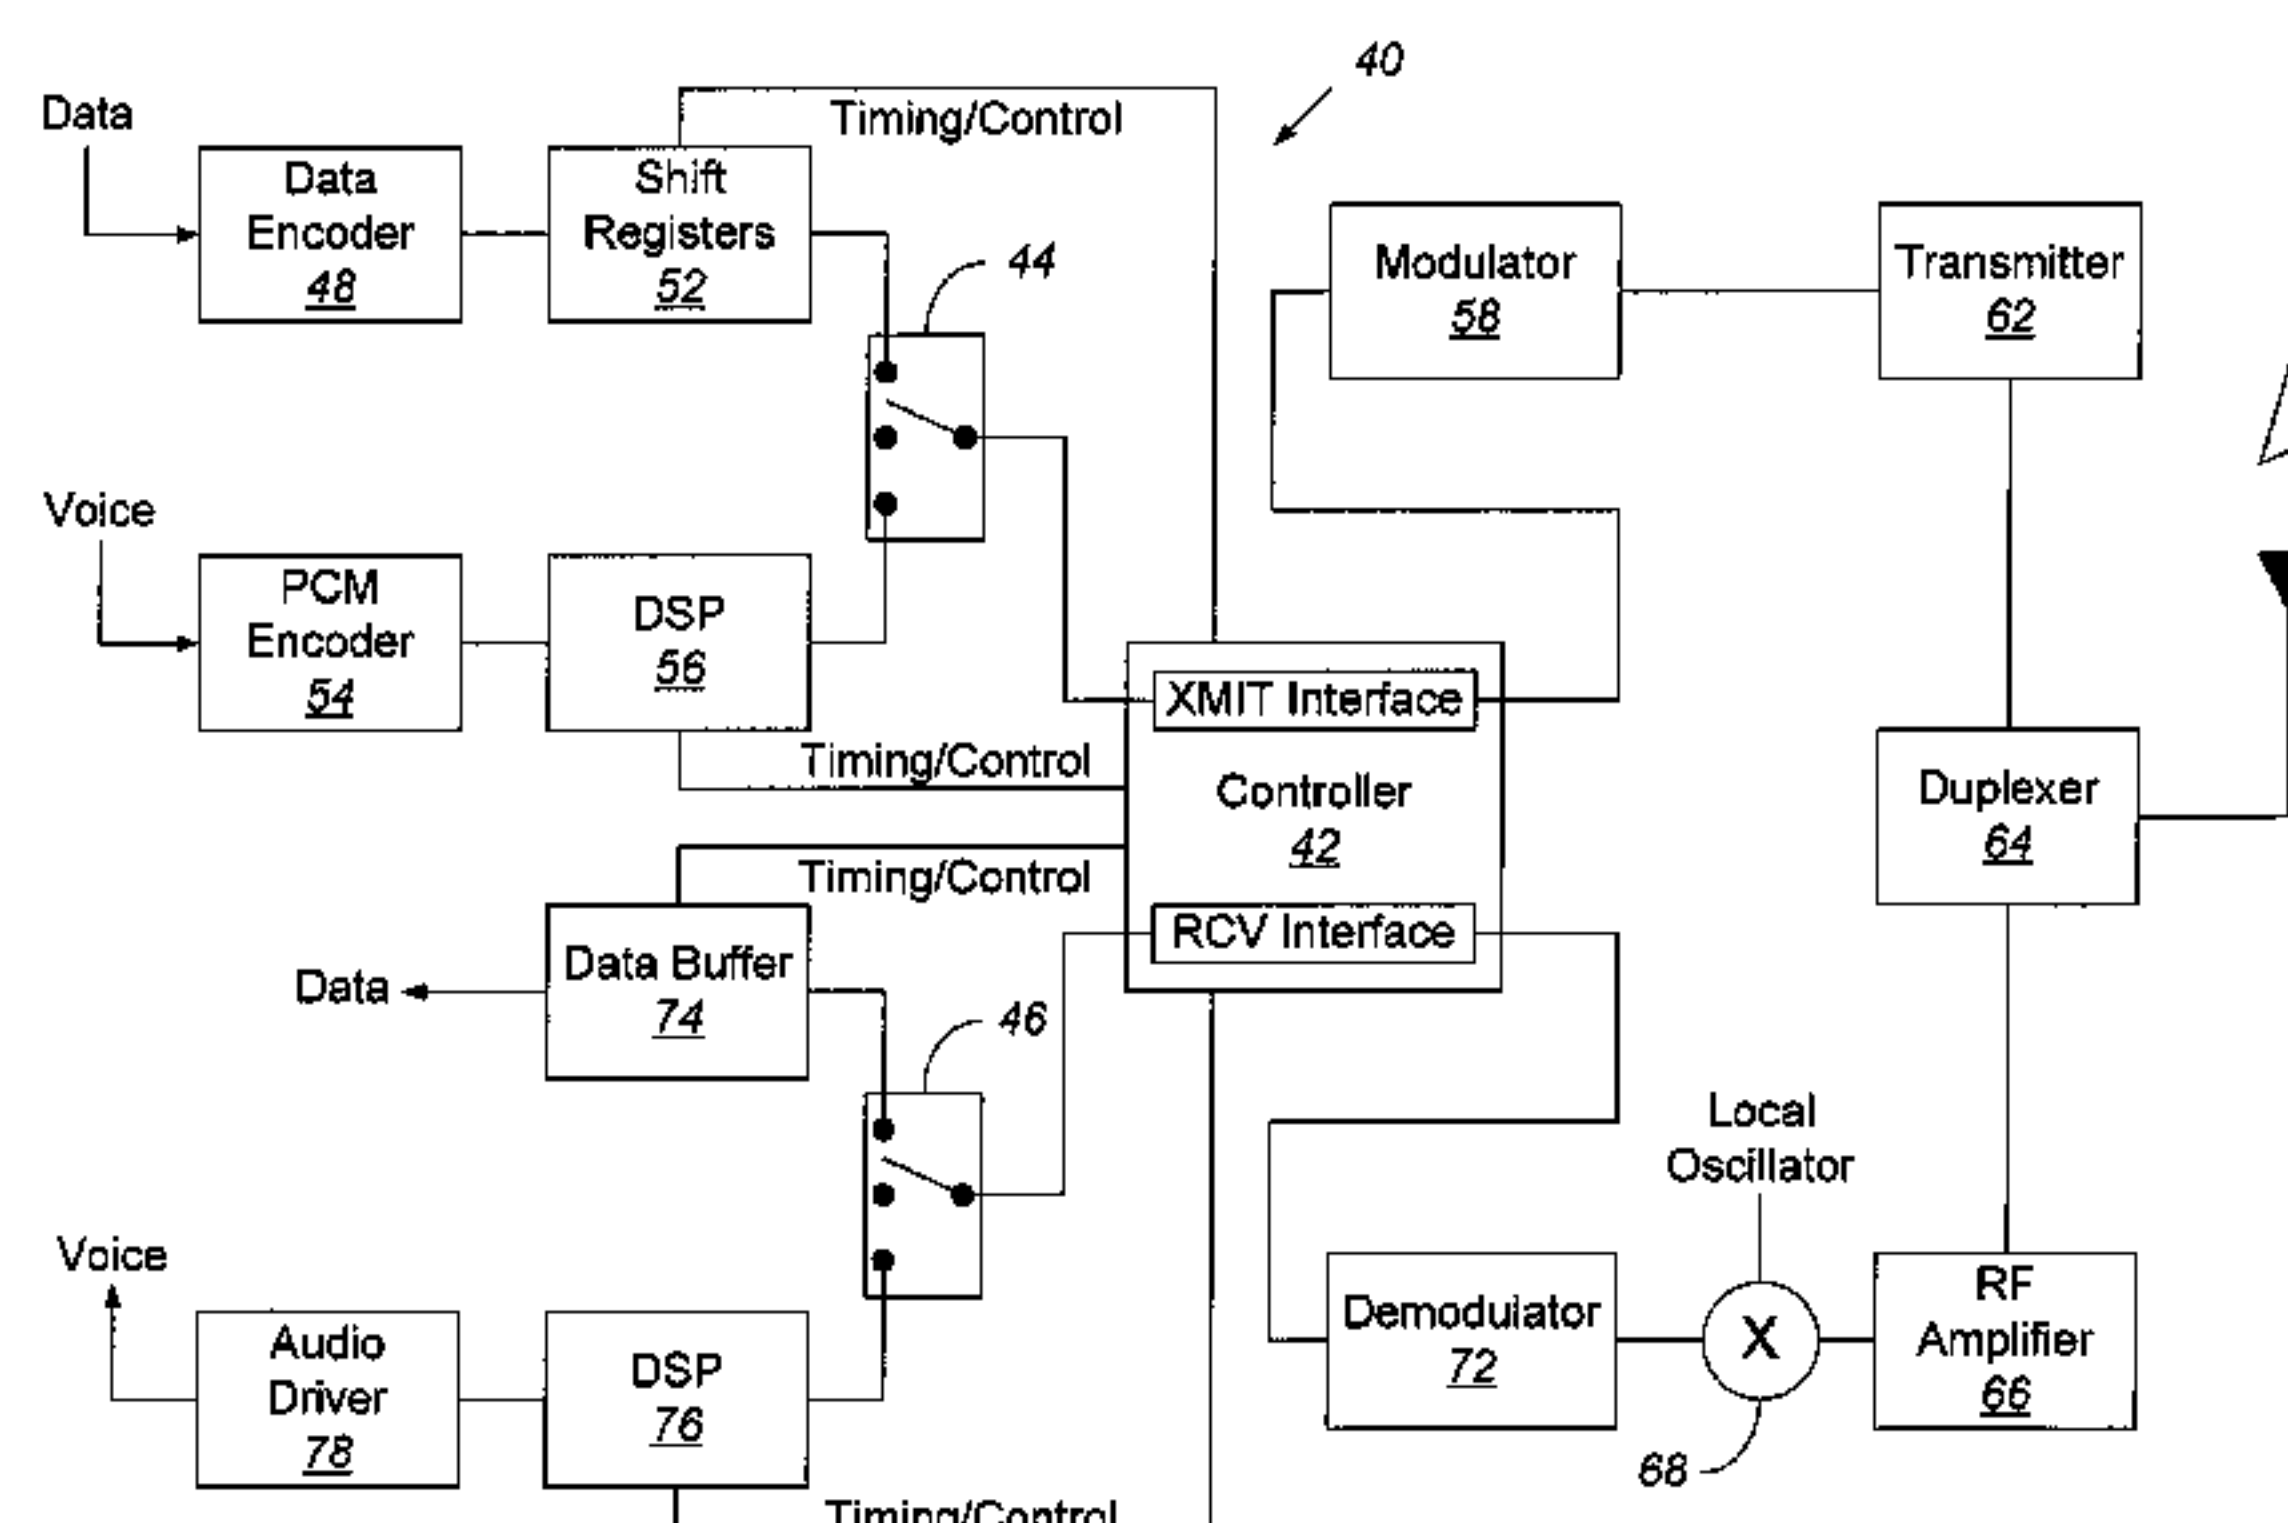 40
Data
Timing/Control
Data
Encoder
48
Shift
Registers
52
44
Modulator
58
Transmitter
62
Voice
PCM
Encoder
54
DSP
56
XMIT Interface
Timing/Control
Controller
42
Duplexer
64
Timing/Control
RCV Interface
Data Buffer
74
Data
46
Local
Oscillator
Voice
Audio
Driver
78
DSP
76
Demodulator
72
X
RF
Amplifier
66
68
Timing/Control